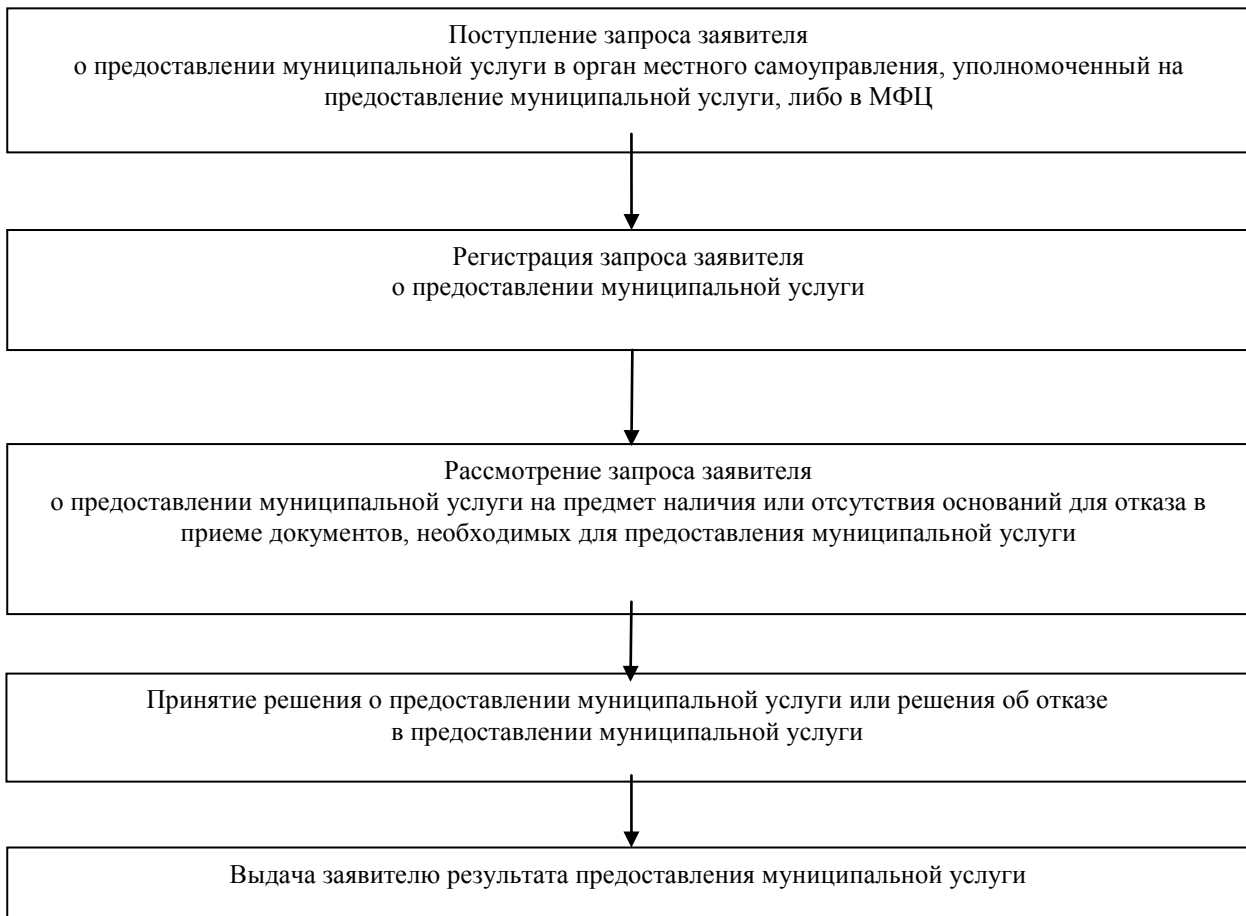 Поступление запроса заявителя
о предоставлении муниципальной услуги в орган местного самоуправления, уполномоченный на
предоставление муниципальной услуги, либо в МФЦ
Регистрация запроса заявителя
о предоставлении муниципальной услуги
Рассмотрение запроса заявителя
о предоставлении муниципальной услуги на предмет наличия или отсутствия оснований для отказа в
приеме документов, необходимых для предоставления муниципальной услуги
Принятие решения о предоставлении муниципальной услуги или решения об отказе
в предоставлении муниципальной услуги
Выдача заявителю результата предоставления муниципальной услуги